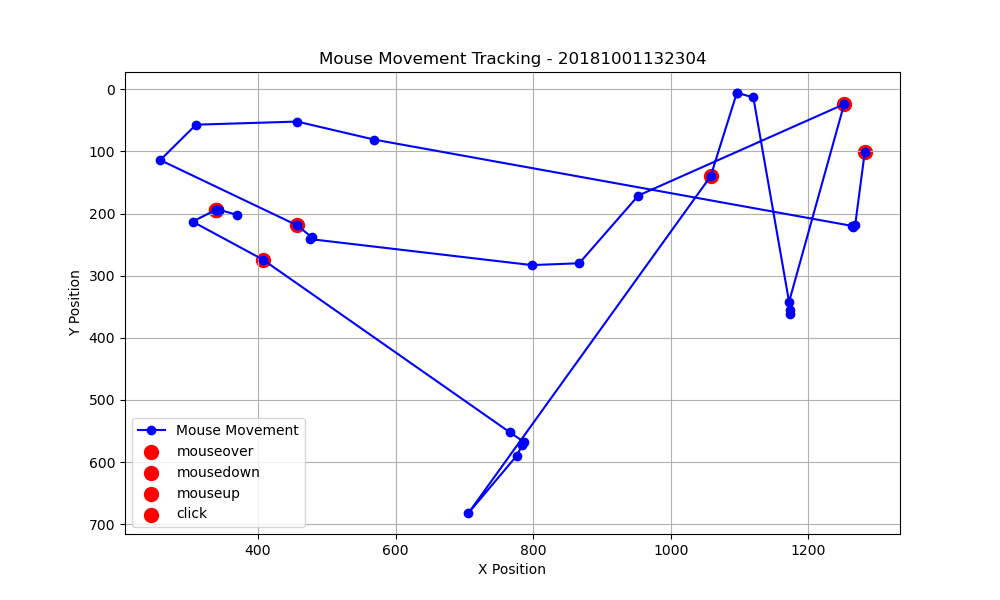 Mouse Movement Tracking - 20181001132304
Y Position
0
100
200
300
400
500
600
700
Mouse Movement
mouseover
mousedown
mouseup
click
400
600
800
1000
1200
X Position